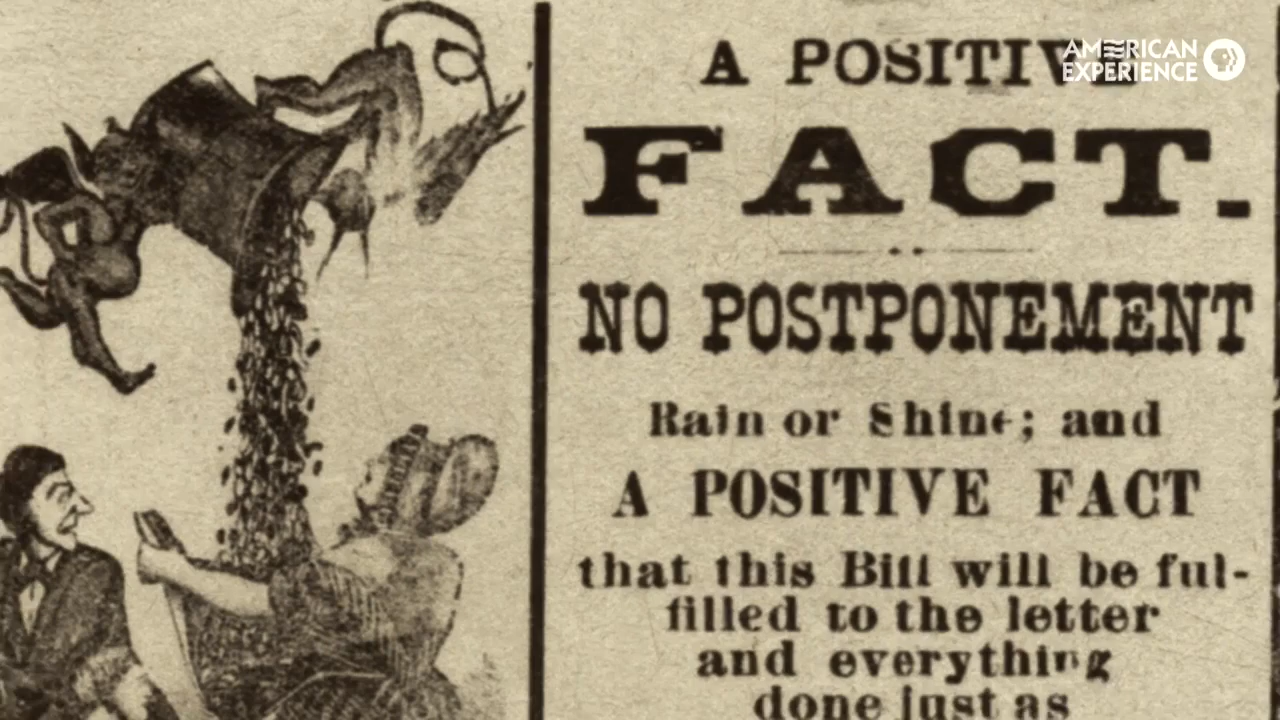 A POSITIVE
AMERICAN
EXPERIENCE
FACT.
NO POSTPONEMENT
Rain or Shine; and
A POSITIVE FACT
that this Bill will be ful-
filled to the letter
and everything
done just as